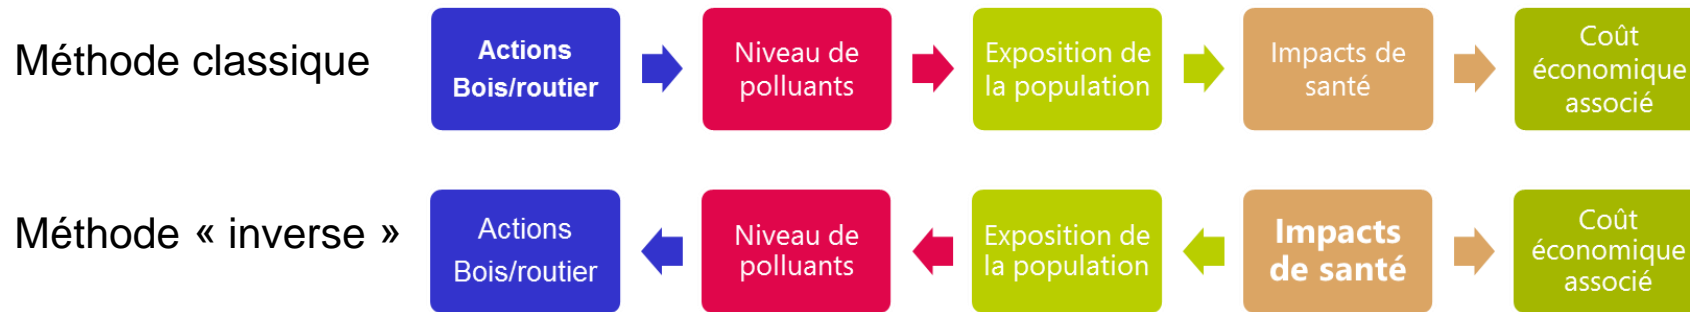 Méthode classique
Actions
Bois/routier
Niveau de
polluants
Exposition de
la population
Impacts de
santé
Coût
économique
associé
Méthode « inverse »
Actions
Bois/routier
Niveau de
polluants
Exposition de
la population
Impacts
de santé
Coût
économique
associé